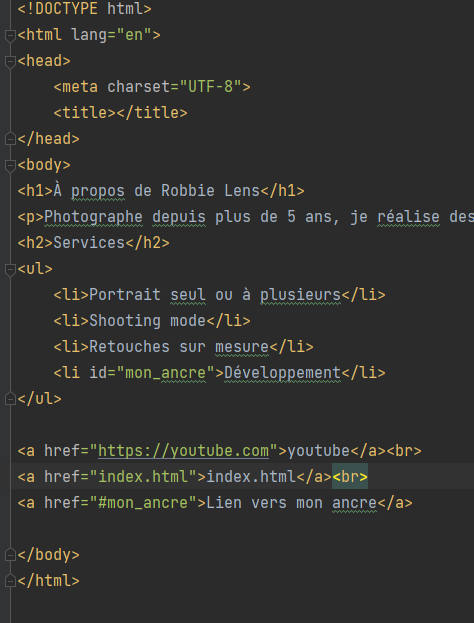 <!DOCTYPE html>
<html lang="en">
<head>
    <meta charset="UTF-8">
    <title></title>
</head>
<body>
<h1>À propos de Robbie Lens</h1>
<p>Photographe depuis plus de 5 ans, je réalise des
<h2>Services</h2>
<ul>
    <li>Portrait seul ou à plusieurs</li>
    <li>Shooting mode</li>
    <li>Retouches sur mesure</li>
    <li id="mon_ancre">Développement</li>
</ul>

<a href="https://youtube.com">youtube</a><br>
<a href="index.html">index.html</a><br>
<a href="#mon_ancre">Lien vers mon ancre</a>

</body>
</html>